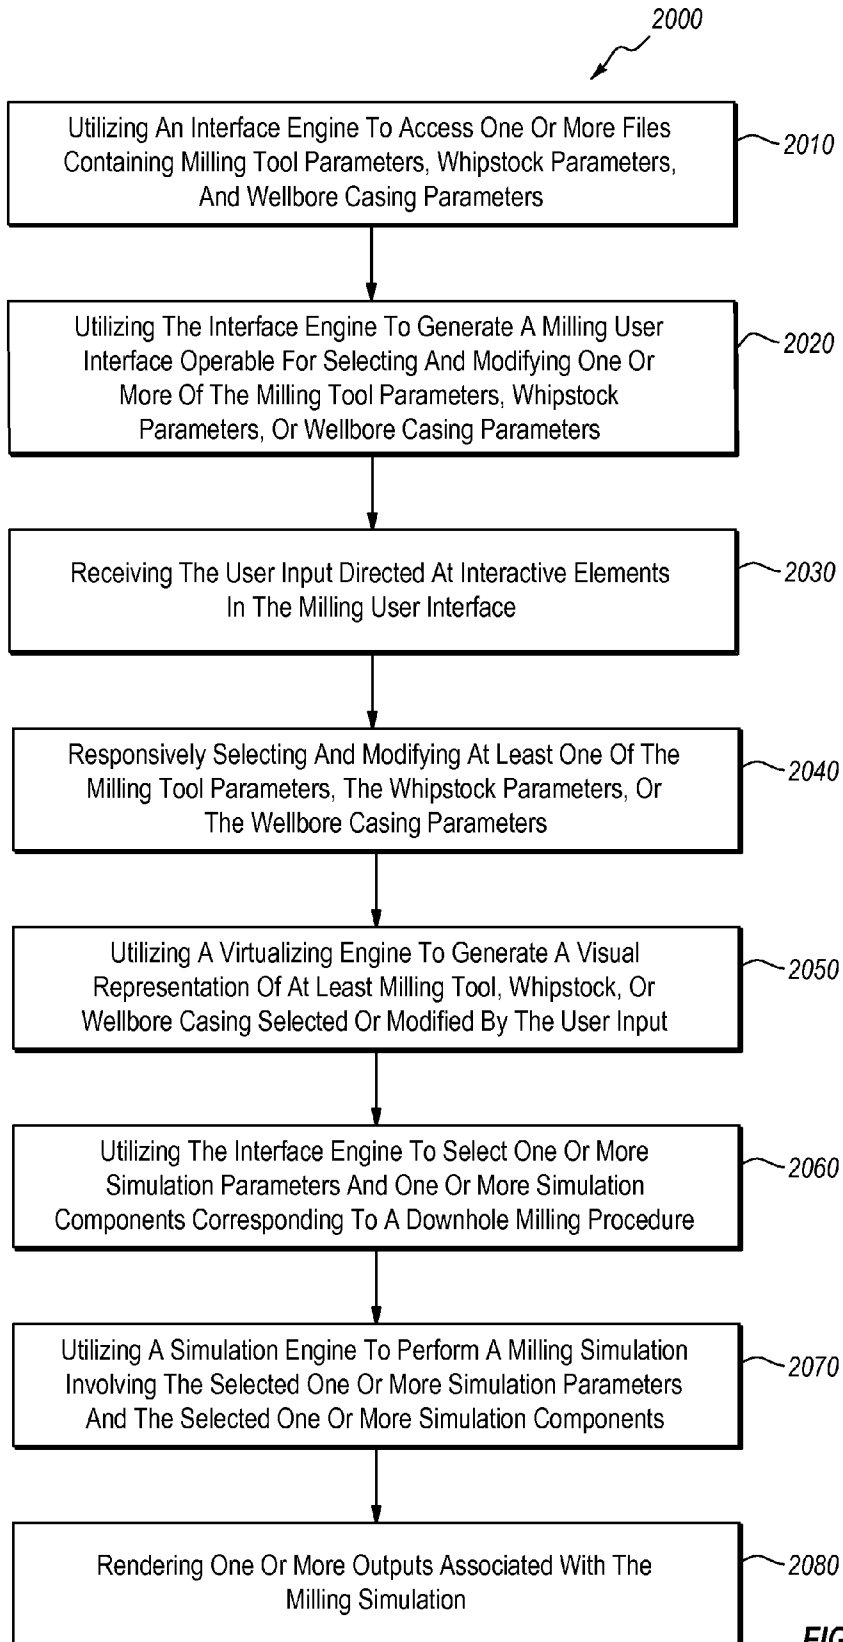 2000
Utilizing An Interface Engine To Access One Or More Files
Containing Milling Tool Parameters, Whipstock Parameters,
And Wellbore Casing Parameters
2010
Utilizing The Interface Engine To Generate A Milling User
Interface Operable For Selecting And Modifying One Or
More Of The Milling Tool Parameters, Whipstock
Parameters, Or Wellbore Casing Parameters
2020
Receiving The User Input Directed At Interactive Elements
In The Milling User Interface
2030
Responsively Selecting And Modifying At Least One Of The
Milling Tool Parameters, The Whipstock Parameters, Or
The Wellbore Casing Parameters
2040
Utilizing A Virtualizing Engine To Generate A Visual
Representation Of At Least Milling Tool, Whipstock, Or
Wellbore Casing Selected Or Modified By The User Input
2050
Utilizing The Interface Engine To Select One Or More
Simulation Parameters And One Or More Simulation
Components Corresponding To A Downhole Milling Procedure
2060
Utilizing A Simulation Engine To Perform A Milling Simulation
Involving The Selected One Or More Simulation Parameters
And The Selected One Or More Simulation Components
2070
Rendering One Or More Outputs Associated With The
Milling Simulation
2080
FIG